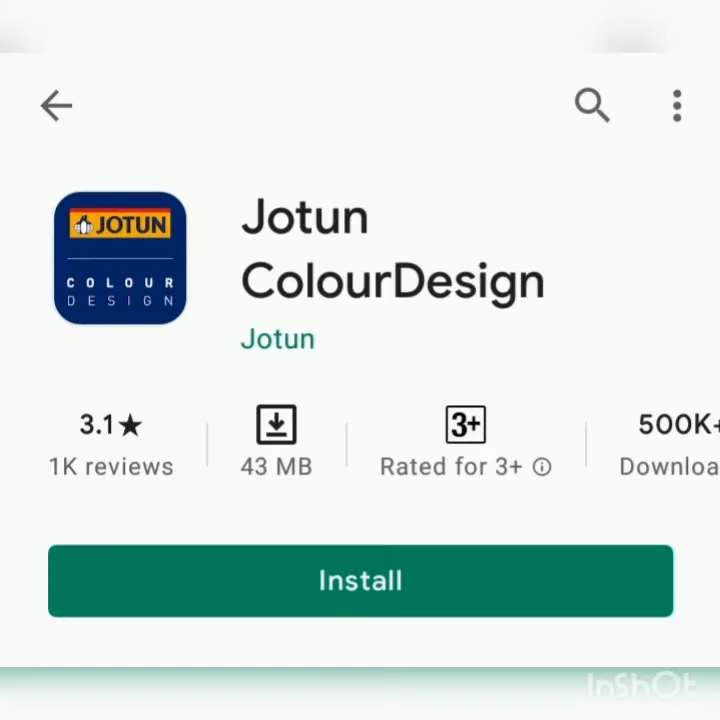 JOTUN
COLOUR
DESIGN
Jotun
ColourDesign
Jotun
3.1★
1K reviews
43 MB
3+
Rated for 3+
500K+
Downloa
Install
InShOt